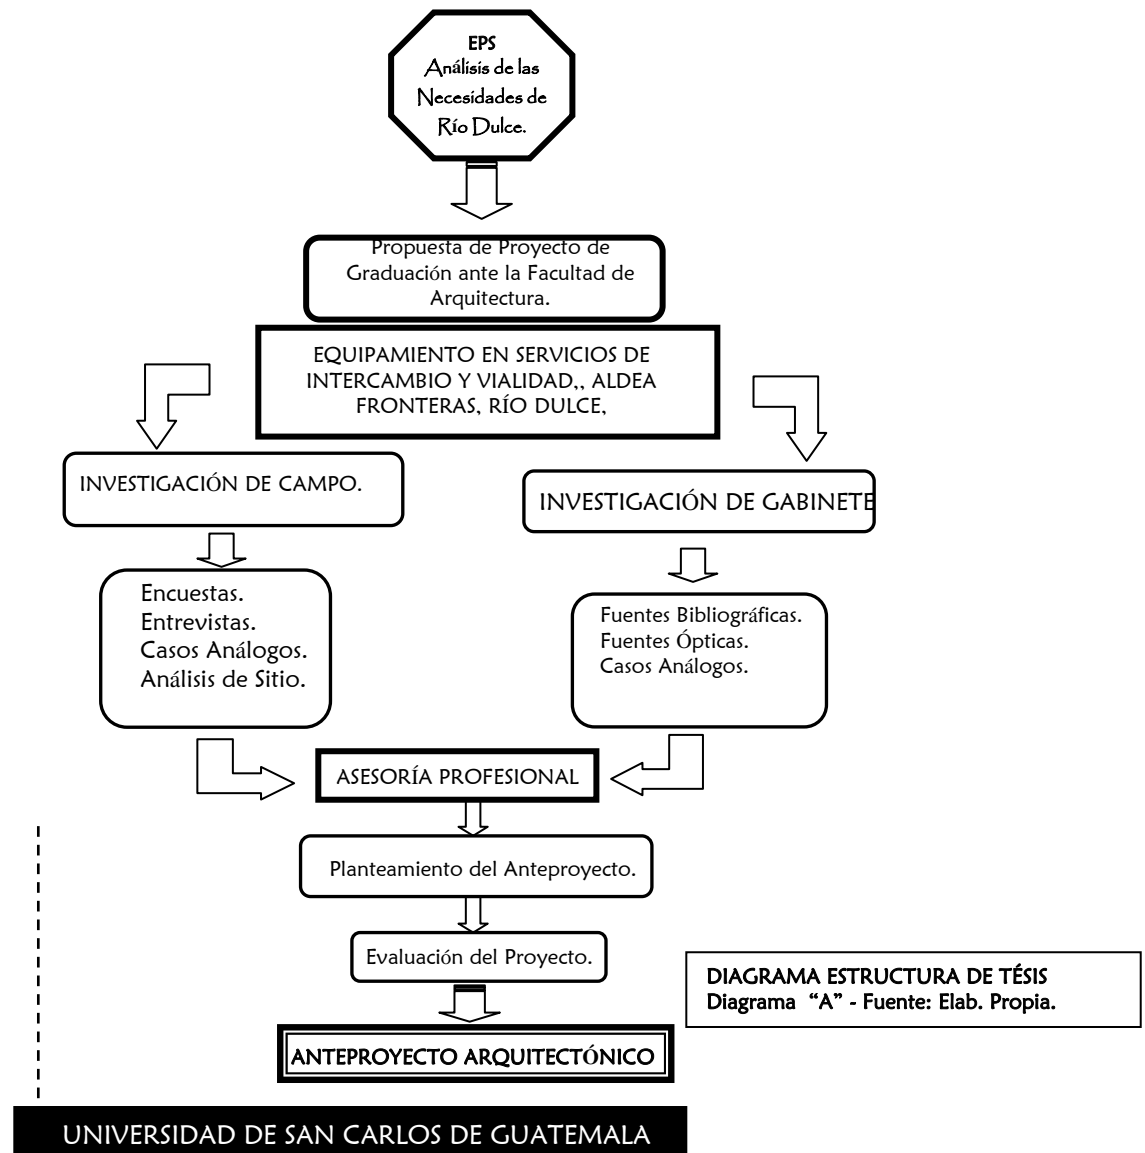 EPS
Análisis de las
Necesidades de
Río Dulce.
Propuesta de Proyecto de
Graduación ante la Facultad de
Arquitectura.
EQUIPAMIENTO EN SERVICIOS DE
INTERCAMBIO Y VIALIDAD,, ALDEA
FRONTERAS, RÍO DULCE,
INVESTIGACIÓN DE CAMPO.
INVESTIGACIÓN DE GABINETE
Encuestas.
Entrevistas.
Casos Análogos.
Análisis de Sitio.
Fuentes Bibliográficas.
Fuentes Ópticas.
Casos Análogos.
ASESORÍA PROFESIONAL
Planteamiento del Anteproyecto.
Evaluación del Proyecto.
DIAGRAMA ESTRUCTURA DE TÉSIS
Diagrama “A” - Fuente: Elab. Propia.
ANTEPROYECTO ARQUITECTÓNICO
UNIVERSIDAD DE SAN CARLOS DE GUATEMALA